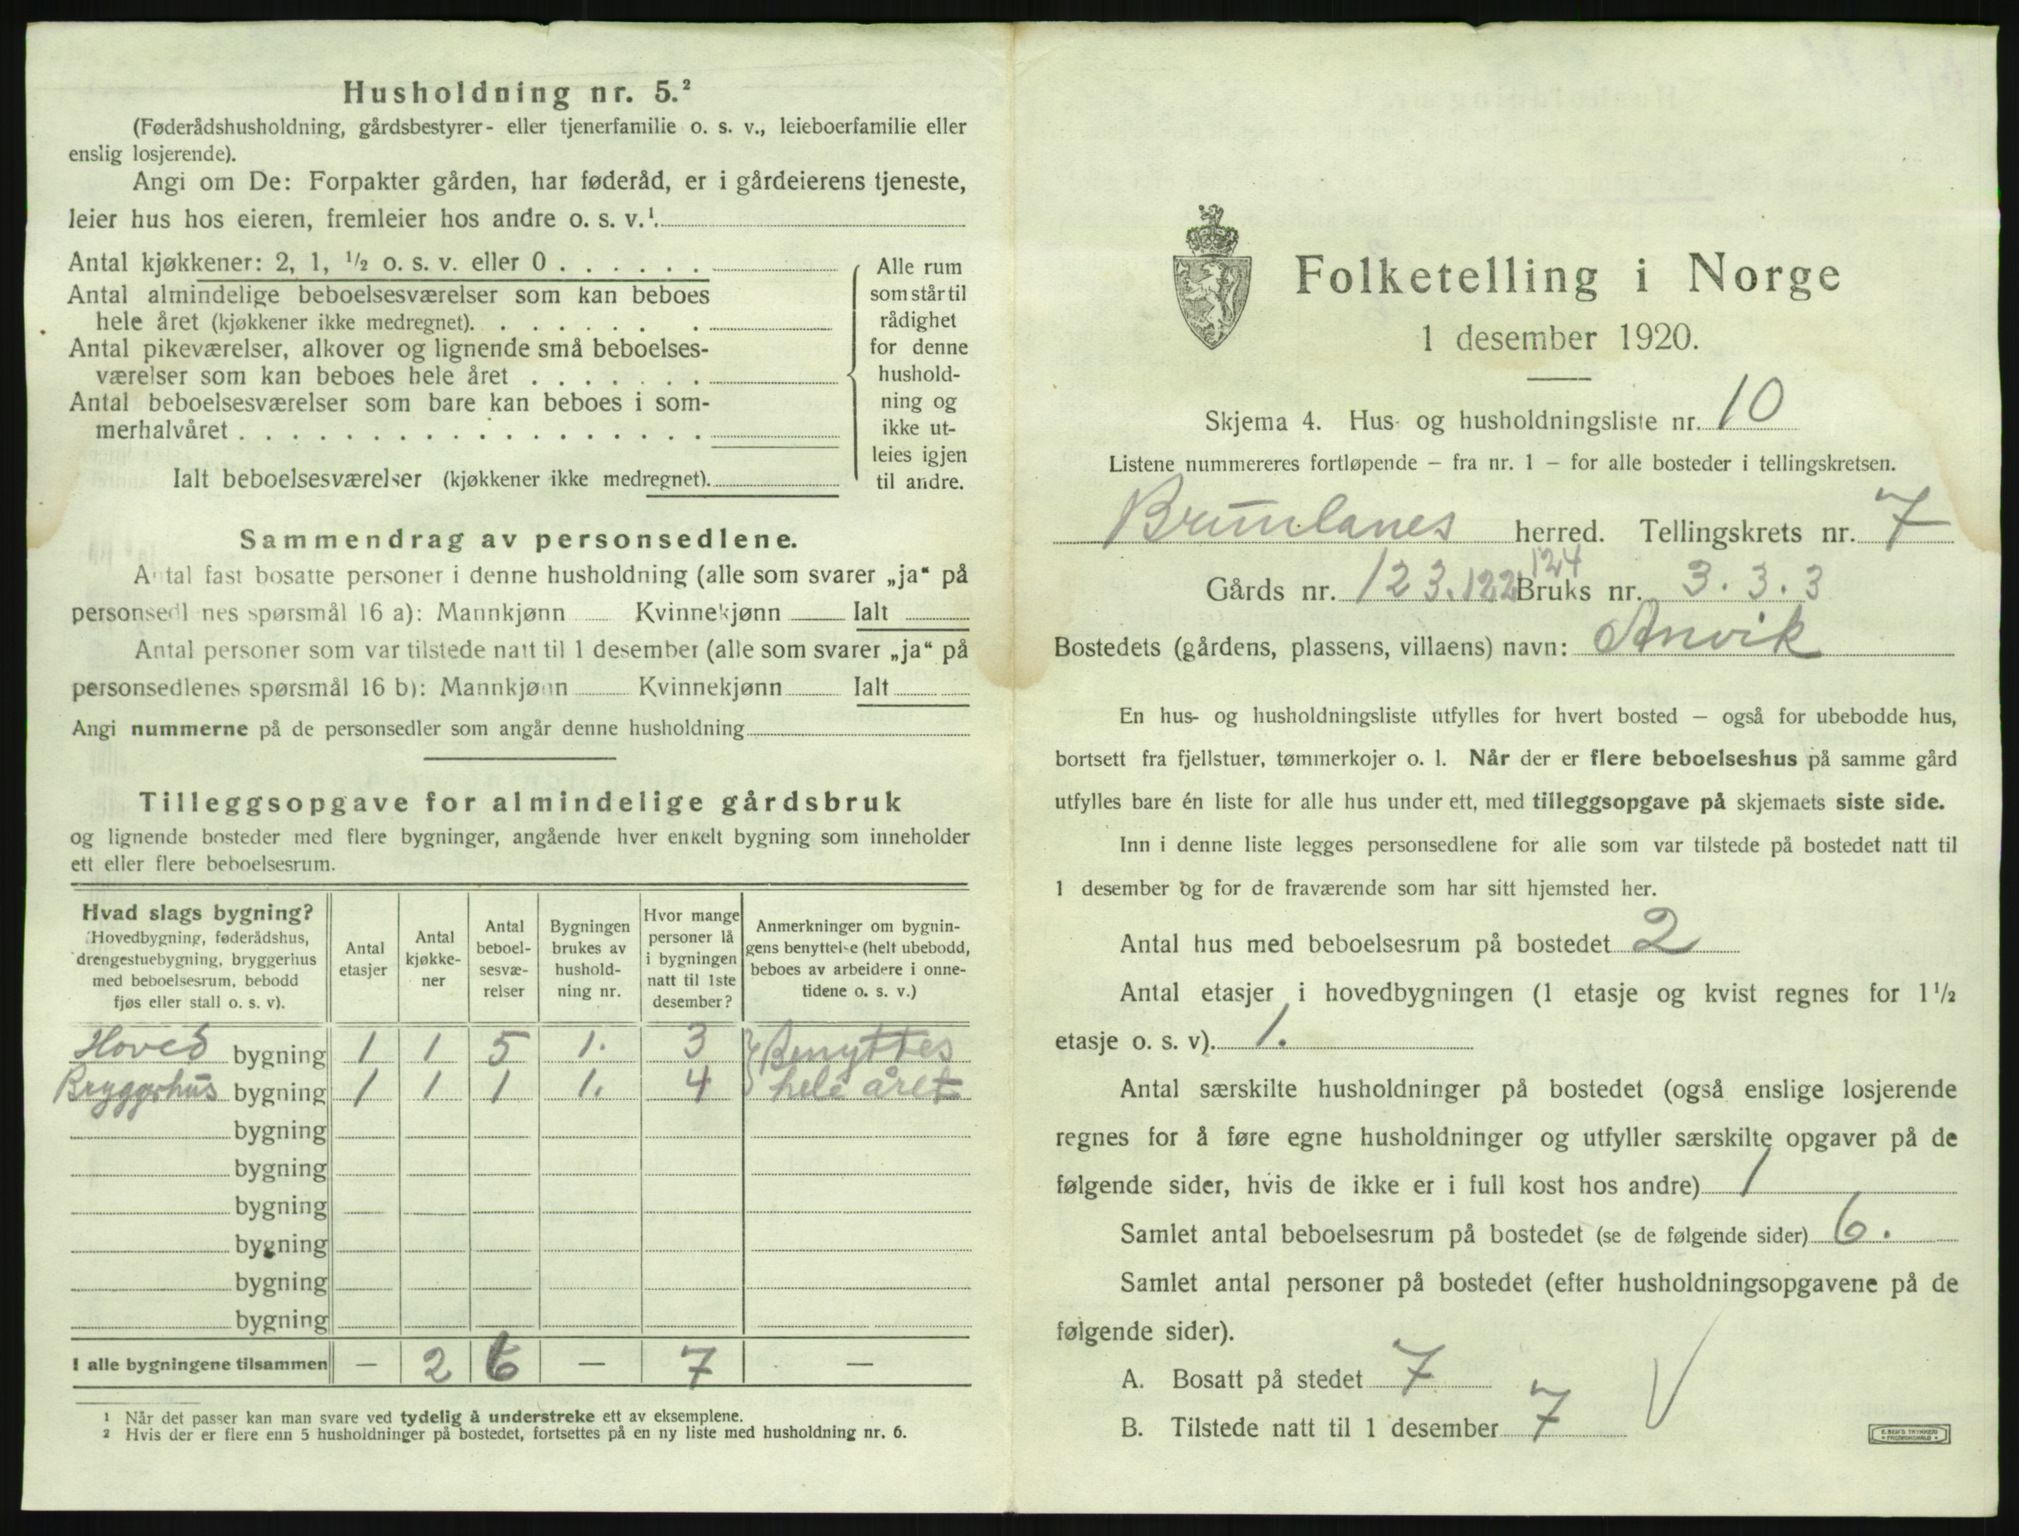 Husholdning nr. 5.²
(Føderådshusholdning, gårdsbestyrer- eller tjenerfamilie o. s. v., leieboerfamilie eller
enslig losjerende).
Angi om De: Forpakter gården, har føderåd, er i gårdeierens tjeneste,
leier hus hos eieren, fremleier hos andre o. s. v.¹.
Antal kjøkkener: 2, 1, ½ o. s. v. eller 0 . . . . . .
Antal almindelige beboelsesværelser som kan beboes
hele året (kjøkkener ikke medregnet). . . . . . . .
Antal pikeværelser, alkover og lignende små beboelses-
værelser som kan beboes hele året . . . . . . .
Antal beboelsesværelser som bare kan beboes i som-
merhalvåret . . . . . . . . . . . . . . . . . .
Ialt beboelsesværelser (kjøkkener ikke medregnet).
Alle rum
som står til
rådighet
for denne
hushold-
ning og
ikke ut-
leies igjen
til andre.
Sammendrag av personsedlene.
Antal fast bosatte personer i denne husholdning (alle som svarer „ja“ på
personsedlenes spørsmål 16 a): Mannkjønn Kvinnekjønn Ialt
Antal personer som var tilstede natt til 1 desember (alle som svarer „ja“ på
personsedlenes spørsmål 16 b): Mannkjønn Kvinnekjønn Ialt
Angi nummerne på de personsedler som angår denne husholdning
Tilleggsopgave for almindelige gårdsbruk
og lignende bosteder med flere bygninger, angående hver enkelt bygning som inneholder
ett eller flere beboelsesrum.
Hvad slags bygning?
(Hovedbygning, føderådshus,
drengestuebygning, bryggerhus
med beboelsesrum, bebodd
fjøs eller stall o. s. v).
Antal
etasjer
Antal
kjøkke-
ner
Antal
beboel-
sesvæ-
relser
Bygningen
brukes av
hushold-
ning nr.
Hvor mange
personer lå
i bygningen
natt til 1ste
desember?
Anmerkninger om bygnin-
gens benyttelse (helt ubebodd,
beboes av arbeidere i onne-
tidene o. s. v.)
Hoved bygning 1 1 5 1. 3 } Benyttes
Bryggerhus bygning 1 1 1 1. 4 } hele året
bygning
bygning
bygning
bygning
bygning
bygning
I alle bygningene tilsammen — 2 6 — 7 —
¹ Når det passer kan man svare ved tydelig å understreke ett av eksemplene.
² Hvis der er flere enn 5 husholdninger på bostedet, fortsettes på en ny liste med husholdning nr. 6.
Folketelling i Norge
1 desember 1920.
Skjema 4. Hus- og husholdningsliste nr. 10
Listene nummereres fortløpende – fra nr. 1 – for alle bosteder i tellingskretsen.
Brunlanes herred. Tellingskrets nr. 7
124
Gårds nr. 123.122 Bruks nr. 3. 3. 3
Bostedets (gårdens, plassens, villaens) navn: Anvik
En hus- og husholdningsliste utfylles for hvert bosted – også for ubebodde hus,
bortsett fra fjellstuer, tømmerkojer o. l. Når der er flere beboelseshus på samme gård
utfylles bare én liste for alle hus under ett, med tilleggsopgave på skjemaets siste side.
Inn i denne liste legges personsedlene for alle som var tilstede på bostedet natt til
1 desember og for de fraværende som har sitt hjemsted her.
Antal hus med beboelsesrum på bostedet 2
Antal etasjer i hovedbygningen (1 etasje og kvist regnes for 1½
etasje o. s. v). 1.
Antal særskilte husholdninger på bostedet (også enslige losjerende
regnes for å føre egne husholdninger og utfyller særskilte opgaver på de
følgende sider, hvis de ikke er i full kost hos andre) 1
Samlet antal beboelsesrum på bostedet (se de følgende sider) 6.
Samlet antal personer på bostedet (efter husholdningsopgavene på de
følgende sider).
A. Bosatt på stedet 7
B. Tilstede natt til 1 desember 7